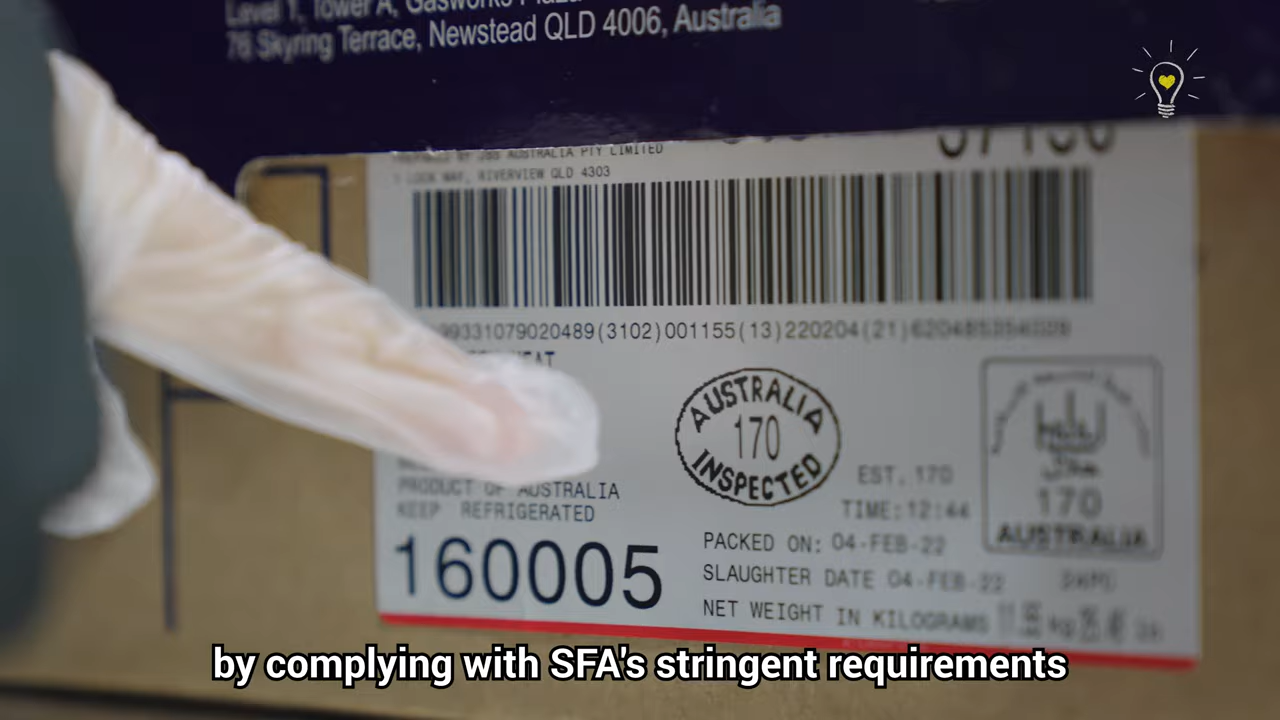 Level 1, Tower A, Gasworks Plaza
76 Skyring Terrace, Newstead QLD 4006, Australia
PREPARED BY JBS AUSTRALIA PTY LIMITED
LOCK WAY, RIVERVIEW QLD 4303
99331079020489(3102)001155(13)220204(21)
AUSTRALIA
170
INSPECTED
PRODUCT OF AUSTRALIA
KEEP REFRIGERATED
160005
EST. 170
TIME:12:44
PACKED ON: 04-FEB-22
SLAUGHTER DATE 04-FEB-22
NET WEIGHT IN KILOGRAMS
170
AUSTRALIA
by complying with SFA's stringent requirements